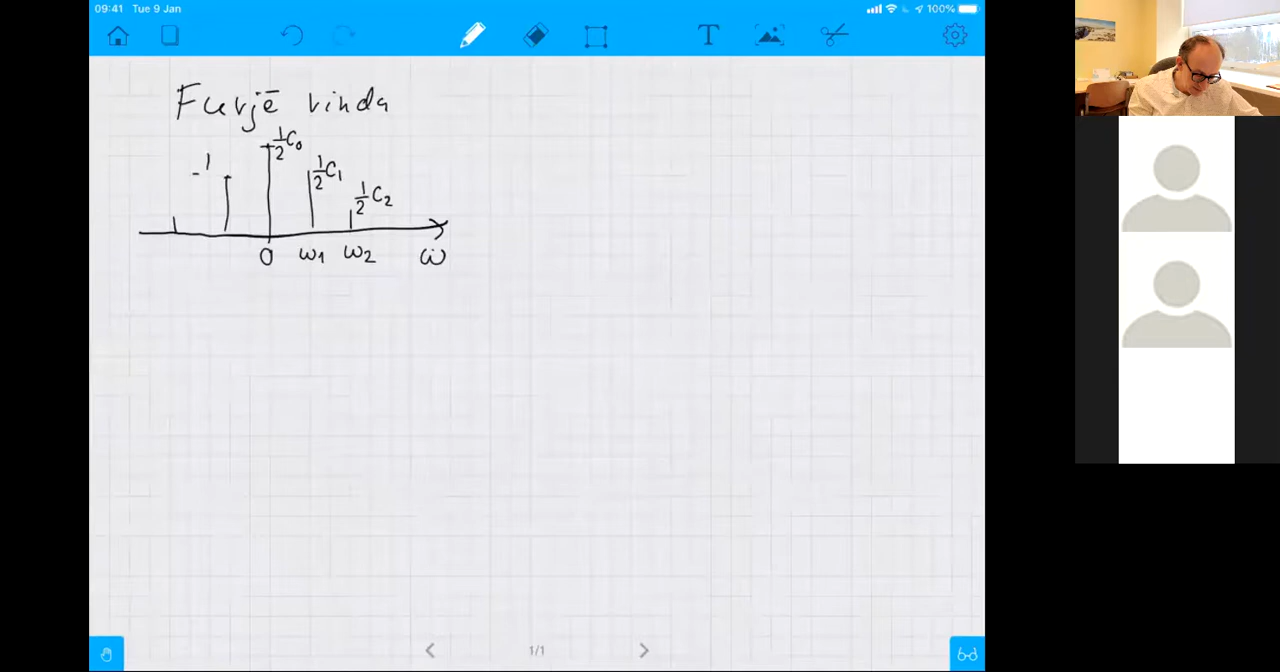 09:41 Tue 9 Jan 100%
T
Furjē rinda
½C₀
-1 ½C₁
½C₂
0 ω₁ ω₂ ω
1/1